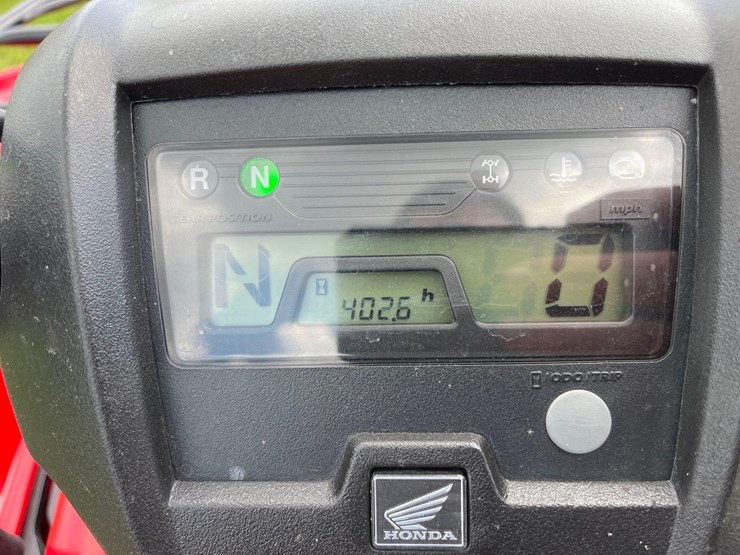 R N
GEAR POSITION
mph
N 402.6 h 0
/ODO/TRIP
HONDA